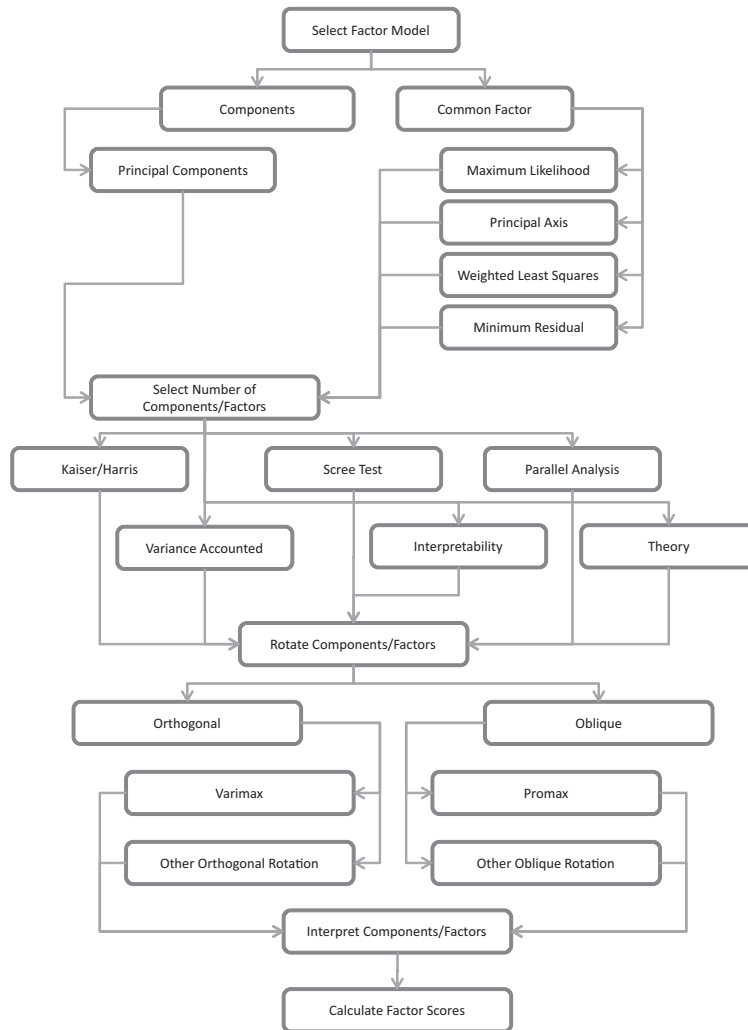 Select Factor Model
Components
Common Factor
Principal Components
Maximum Likelihood
Principal Axis
Weighted Least Squares
Minimum Residual
Select Number of
Components/Factors
Kaiser/Harris
Scree Test
Parallel Analysis
Variance Accounted
Interpretability
Theory
Rotate Components/Factors
Orthogonal
Oblique
Varimax
Promax
Other Orthogonal Rotation
Other Oblique Rotation
Interpret Components/Factors
Calculate Factor Scores